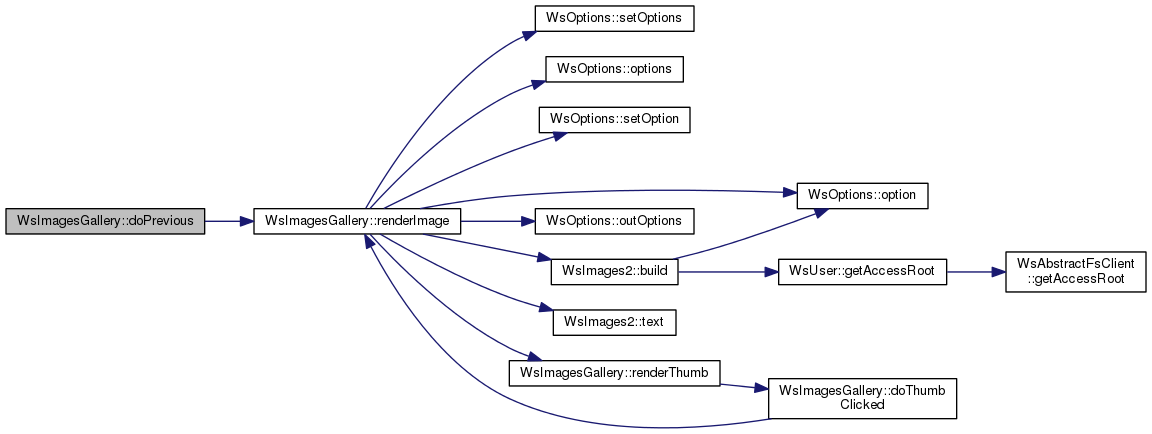 WsOptions::setOptions
WsOptions::options
WsOptions::setOption
WsOptions::option
WsImagesGallery::doPrevious
WsImagesGallery::renderImage
WsOptions::outOptions
WsImages2::build
WsUser::getAccessRoot
WsAbstractFsClient
::getAccessRoot
WsImages2::text
WsImagesGallery::renderThumb
WsImagesGallery::doThumb
Clicked